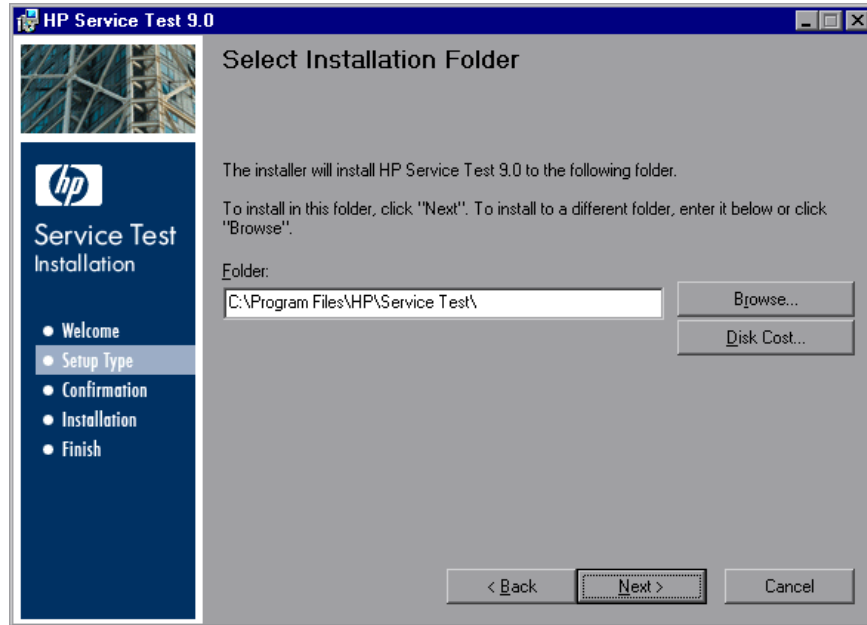 HP Service Test 9.0
Select Installation Folder
hp
Service Test
Installation
Welcome
Setup Type
Confirmation
Installation
Finish
The installer will install HP Service Test 9.0 to the following folder.
To install in this folder, click "Next". To install to a different folder, enter it below or click
"Browse".
Folder:
C:\Program Files\HP\Service Test\
Browse...
Disk Cost...
< Back
Next >
Cancel